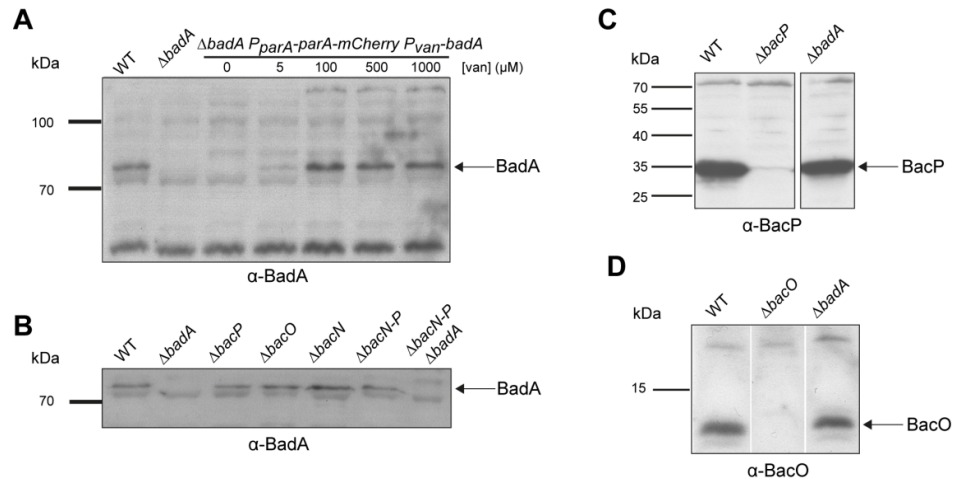 A
ΔbadA PparA-parA-mCherry Pvan-badA
kDa
WT
ΔbadA
0 5 100 500 1000 [van] (μM)
100
70
BadA
α-BadA
B
kDa
WT
ΔbadA
ΔbacP
ΔbacO
ΔbacN
ΔbacN-P
ΔbacN-P
ΔbadA
70
BadA
α-BadA
C
kDa
WT
ΔbacP
ΔbadA
70
55
40
35
25
BacP
α-BacP
D
kDa
WT
ΔbacO
ΔbadA
15
BacO
α-BacO